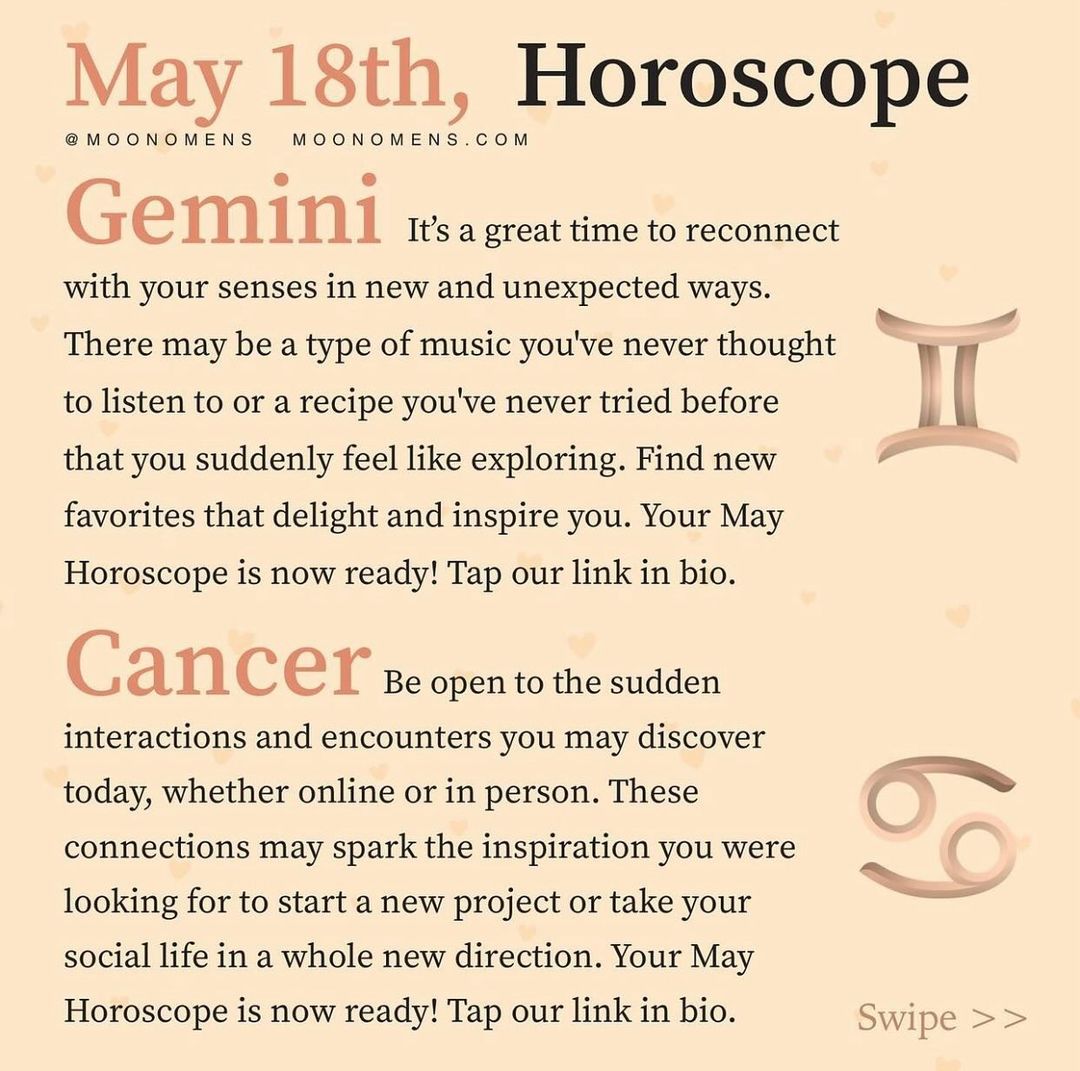 May 18th, Horoscope
@MOONOMENS MOONOMENS.COM
Gemini It’s a great time to reconnect
with your senses in new and unexpected ways.
There may be a type of music you've never thought
to listen to or a recipe you've never tried before
that you suddenly feel like exploring. Find new
favorites that delight and inspire you. Your May
Horoscope is now ready! Tap our link in bio.
Cancer Be open to the sudden
interactions and encounters you may discover
today, whether online or in person. These
connections may spark the inspiration you were
looking for to start a new project or take your
social life in a whole new direction. Your May
Horoscope is now ready! Tap our link in bio.
Swipe >>